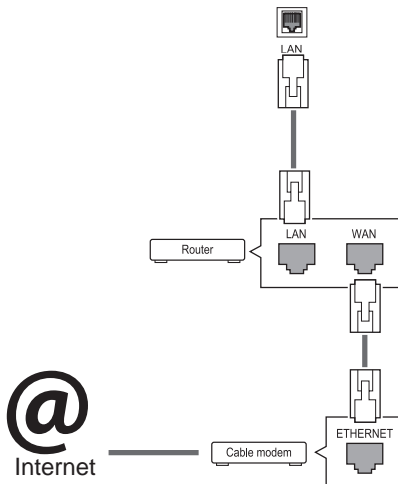 LAN
LAN WAN
Router
ETHERNET
@
Internet
Cable modem